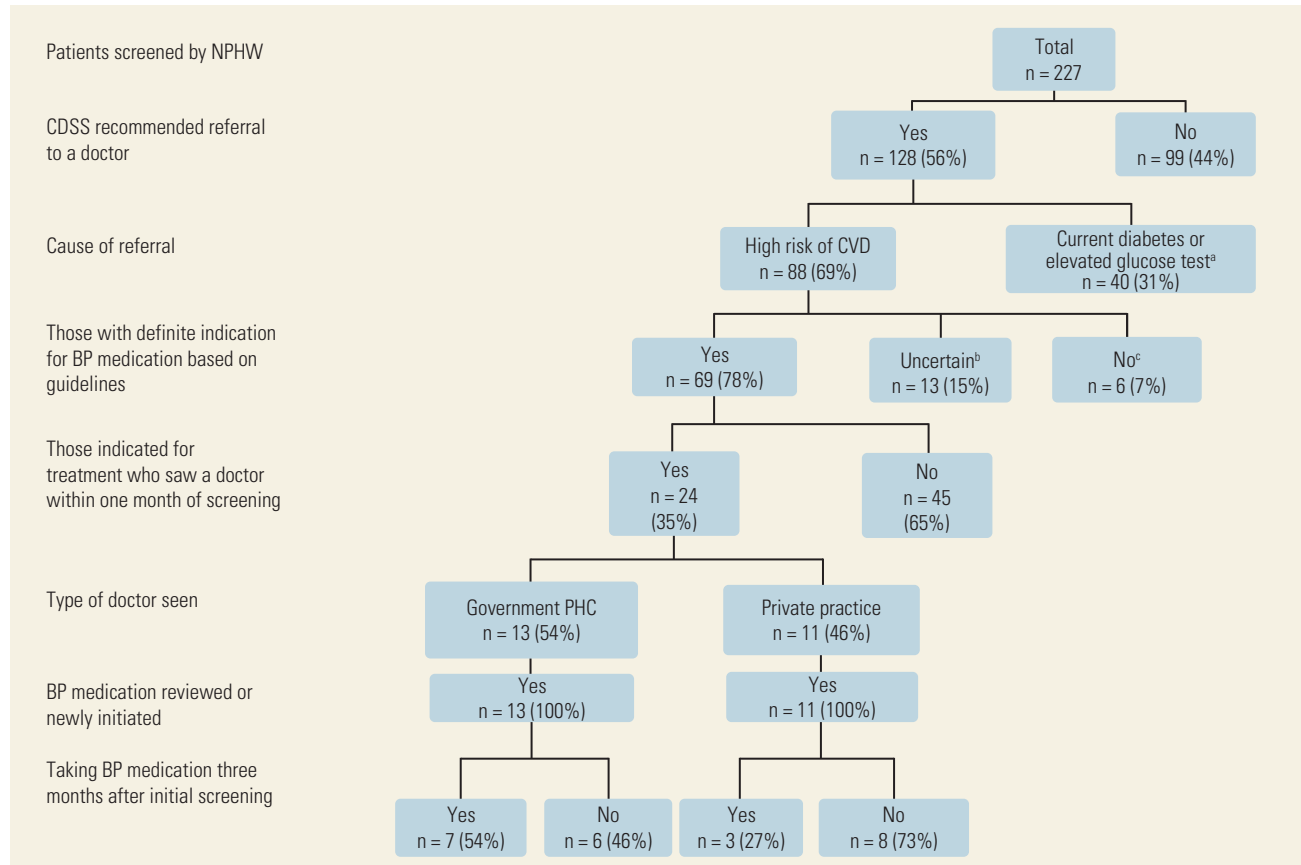 Patients screened by NPHW
Total
n = 227
CDSS recommended referral
to a doctor
Yes
n = 128 (56%)
No
n = 99 (44%)
Cause of referral
High risk of CVD
n = 88 (69%)
Current diabetes or
elevated glucose testᵃ
n = 40 (31%)
Those with definite indication
for BP medication based on
guidelines
Yes
n = 69 (78%)
Uncertainᵇ
n = 13 (15%)
Noᶜ
n = 6 (7%)
Those indicated for
treatment who saw a doctor
within one month of screening
Yes
n = 24
(35%)
No
n = 45
(65%)
Type of doctor seen
Government PHC
n = 13 (54%)
Private practice
n = 11 (46%)
BP medication reviewed or
newly initiated
Yes
n = 13 (100%)
Yes
n = 11 (100%)
Taking BP medication three
months after initial screening
Yes
n = 7 (54%)
No
n = 6 (46%)
Yes
n = 3 (27%)
No
n = 8 (73%)